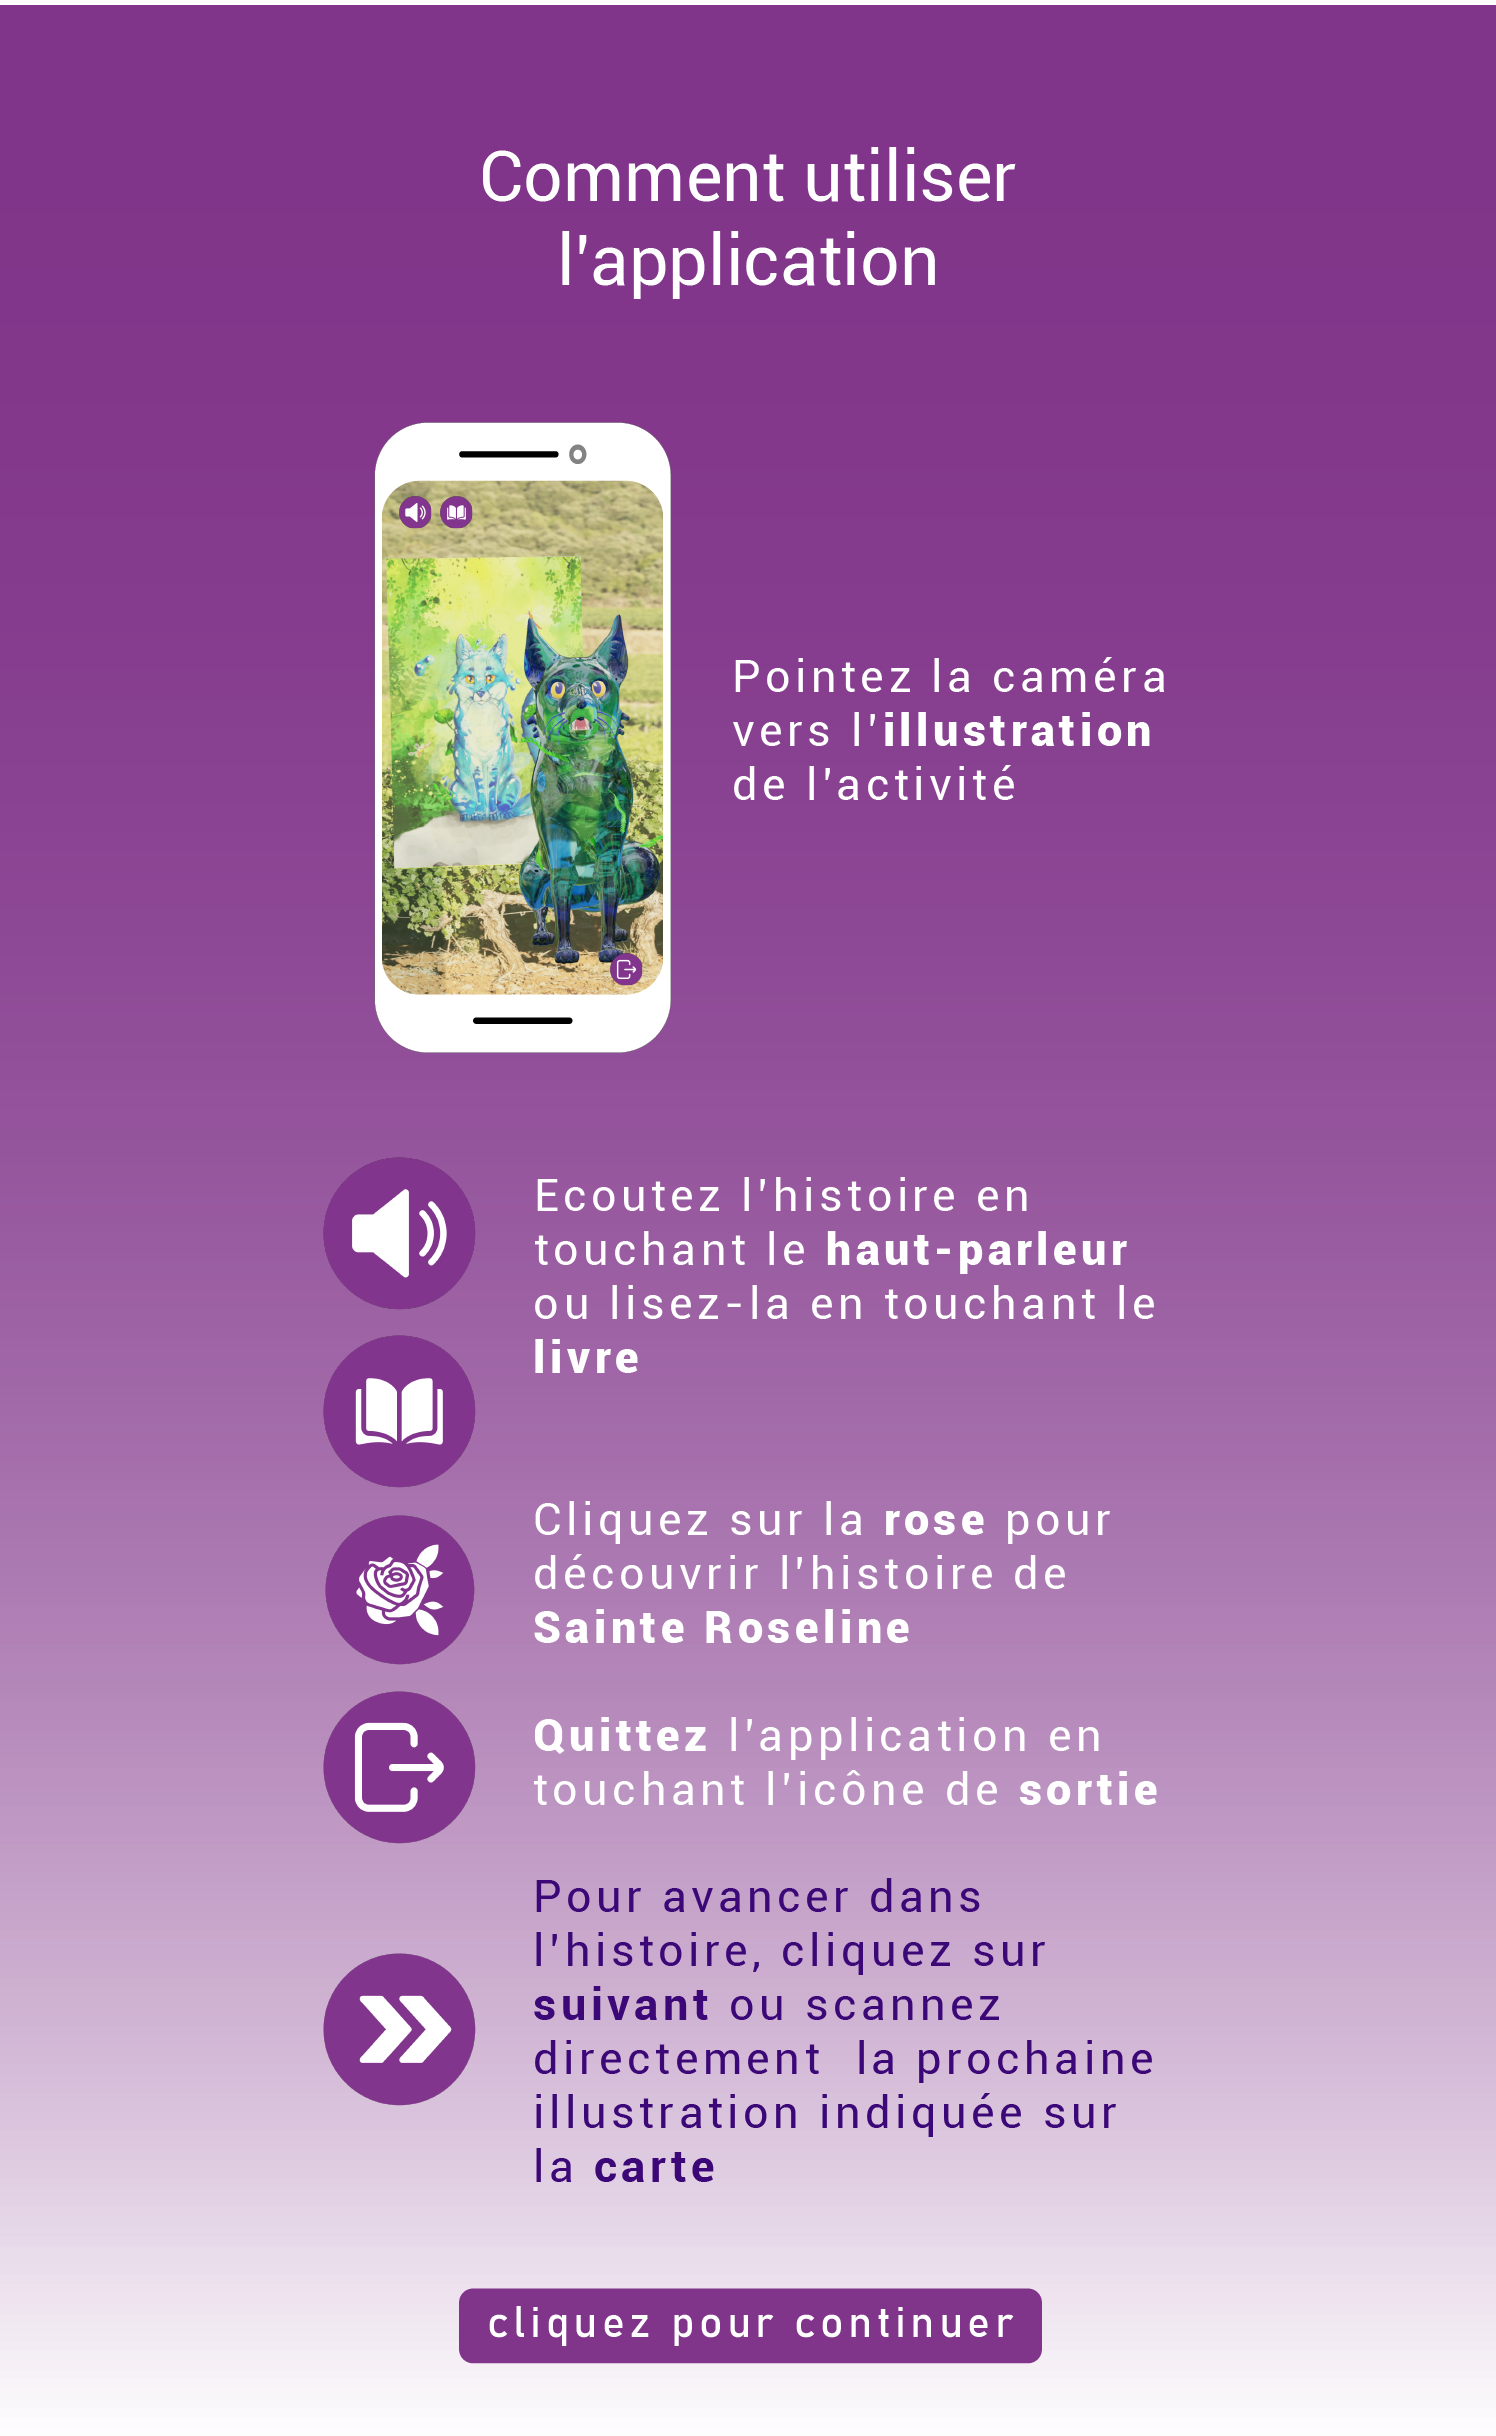 Comment utiliser
l'application
Pointez la caméra
vers l'illustration
de l'activité
Ecoutez l'histoire en
touchant le haut-parleur
ou lisez-la en touchant le
livre
Cliquez sur la rose pour
découvrir l'histoire de
Sainte Roseline
Quittez l'application en
touchant l'icône de sortie
Pour avancer dans
l'histoire, cliquez sur
suivant ou scannez
directement  la prochaine
illustration indiquée sur
la carte
cliquez pour continuer